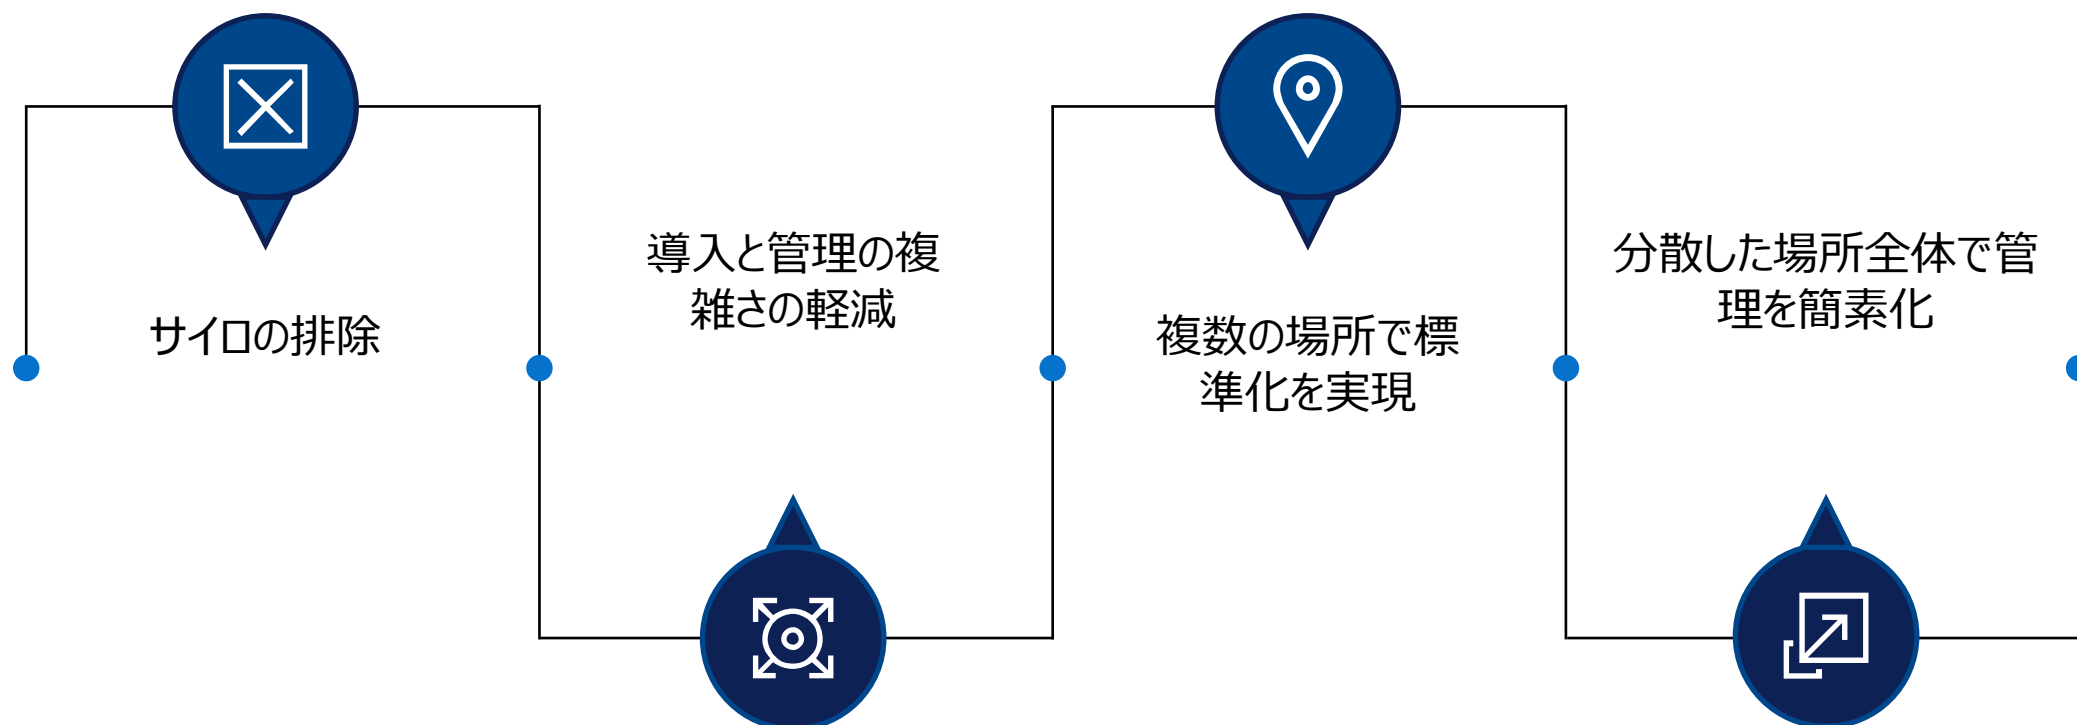 サイロの排除
導入と管理の複
雑さの軽減
複数の場所で標
準化を実現
分散した場所全体で管
理を簡素化